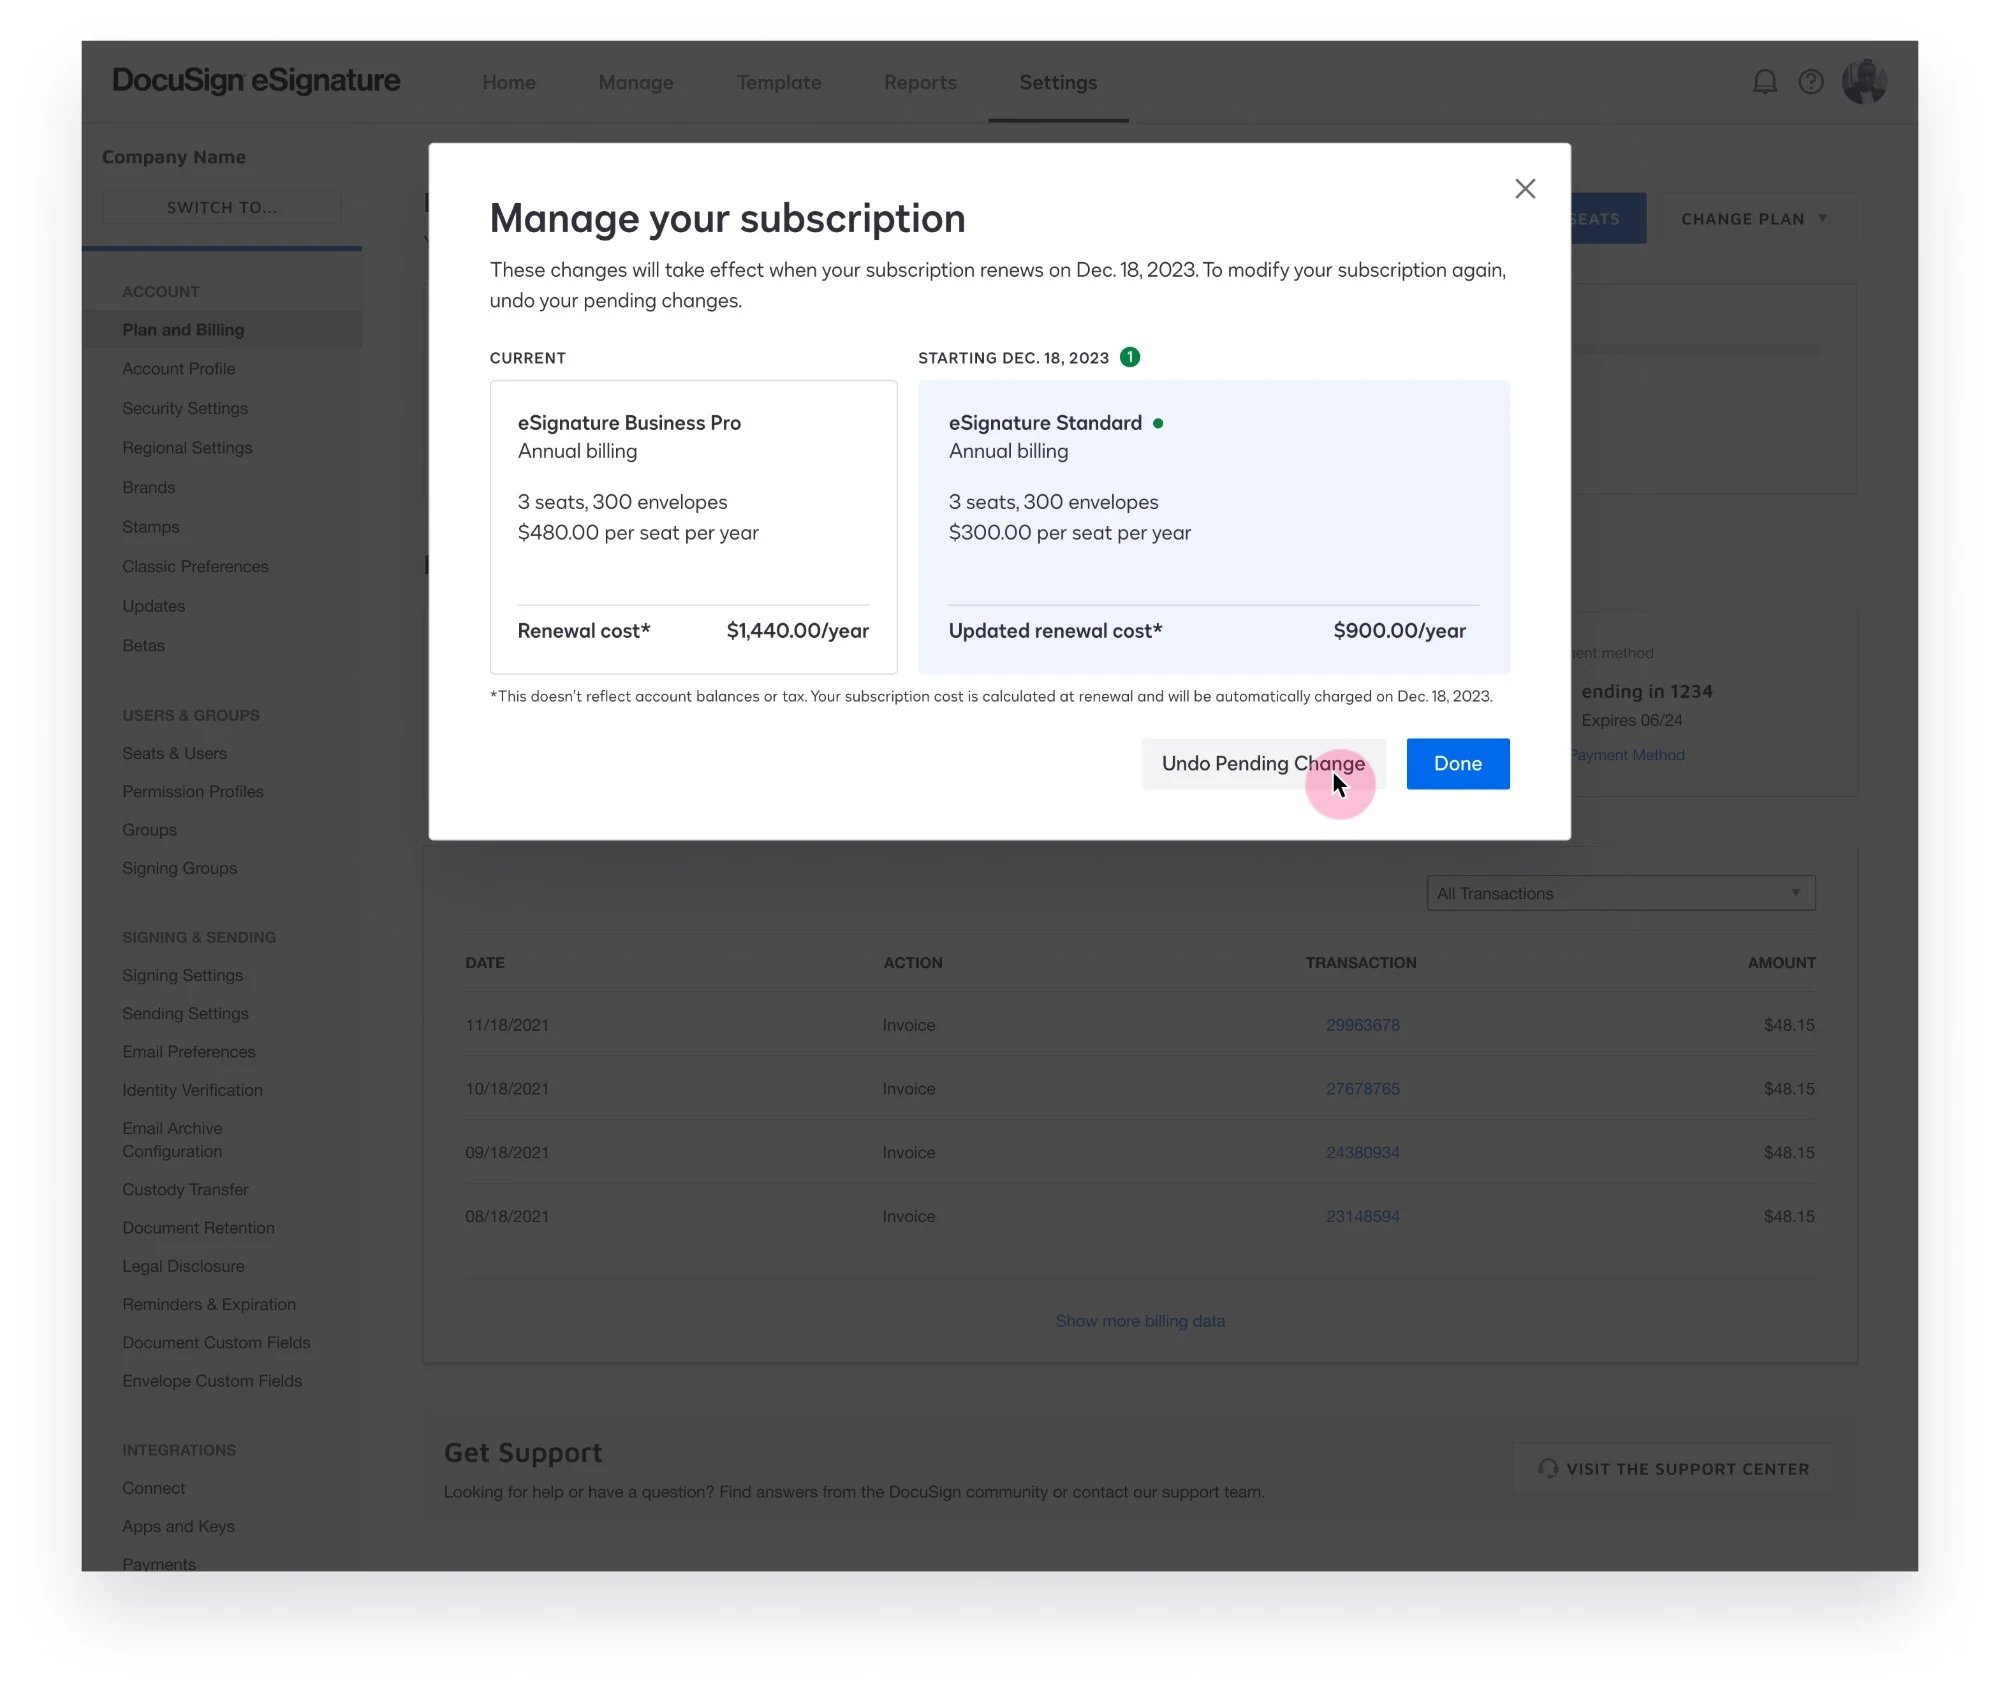 DocuSign eSignature
Home
Manage
Template
Reports
Settings
Company Name
SWITCH TO...
ACCOUNT
Plan and Billing
Account Profile
Security Settings
Regional Settings
Brands
Stamps
Classic Preferences
Updates
Betas
USERS & GROUPS
Seats & Users
Permission Profiles
Groups
Signing Groups
SIGNING & SENDING
Signing Settings
Sending Settings
Email Preferences
Identity Verification
Email Archive
Configuration
Custody Transfer
Document Retention
Legal Disclosure
Reminders & Expiration
Document Custom Fields
Envelope Custom Fields
INTEGRATIONS
Connect
Apps and Keys
Payments
SEATS
CHANGE PLAN
Manage your subscription
These changes will take effect when your subscription renews on Dec. 18, 2023. To modify your subscription again,
undo your pending changes.
CURRENT
eSignature Business Pro
Annual billing
3 seats, 300 envelopes
$480.00 per seat per year
Renewal cost* $1,440.00/year
STARTING DEC. 18, 2023 1
eSignature Standard
Annual billing
3 seats, 300 envelopes
$300.00 per seat per year
Updated renewal cost* $900.00/year
*This doesn't reflect account balances or tax. Your subscription cost is calculated at renewal and will be automatically charged on Dec. 18, 2023.
Undo Pending Change
Done
method
ending in 1234
Expires 06/24
Payment Method
All Transactions
DATE ACTION TRANSACTION AMOUNT
11/18/2021 Invoice 29963678 $48.15
10/18/2021 Invoice 27678765 $48.15
09/18/2021 Invoice 24380934 $48.15
08/18/2021 Invoice 23148594 $48.15
Show more billing data
Get Support
Looking for help or have a question? Find answers from the DocuSign community or contact our support team.
VISIT THE SUPPORT CENTER